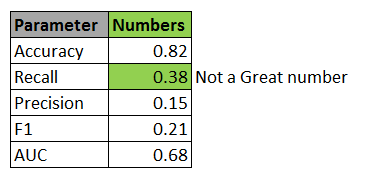 Parameter Numbers
Accuracy 0.82
Recall 0.38 Not a Great number
Precision 0.15
F1 0.21
AUC 0.68